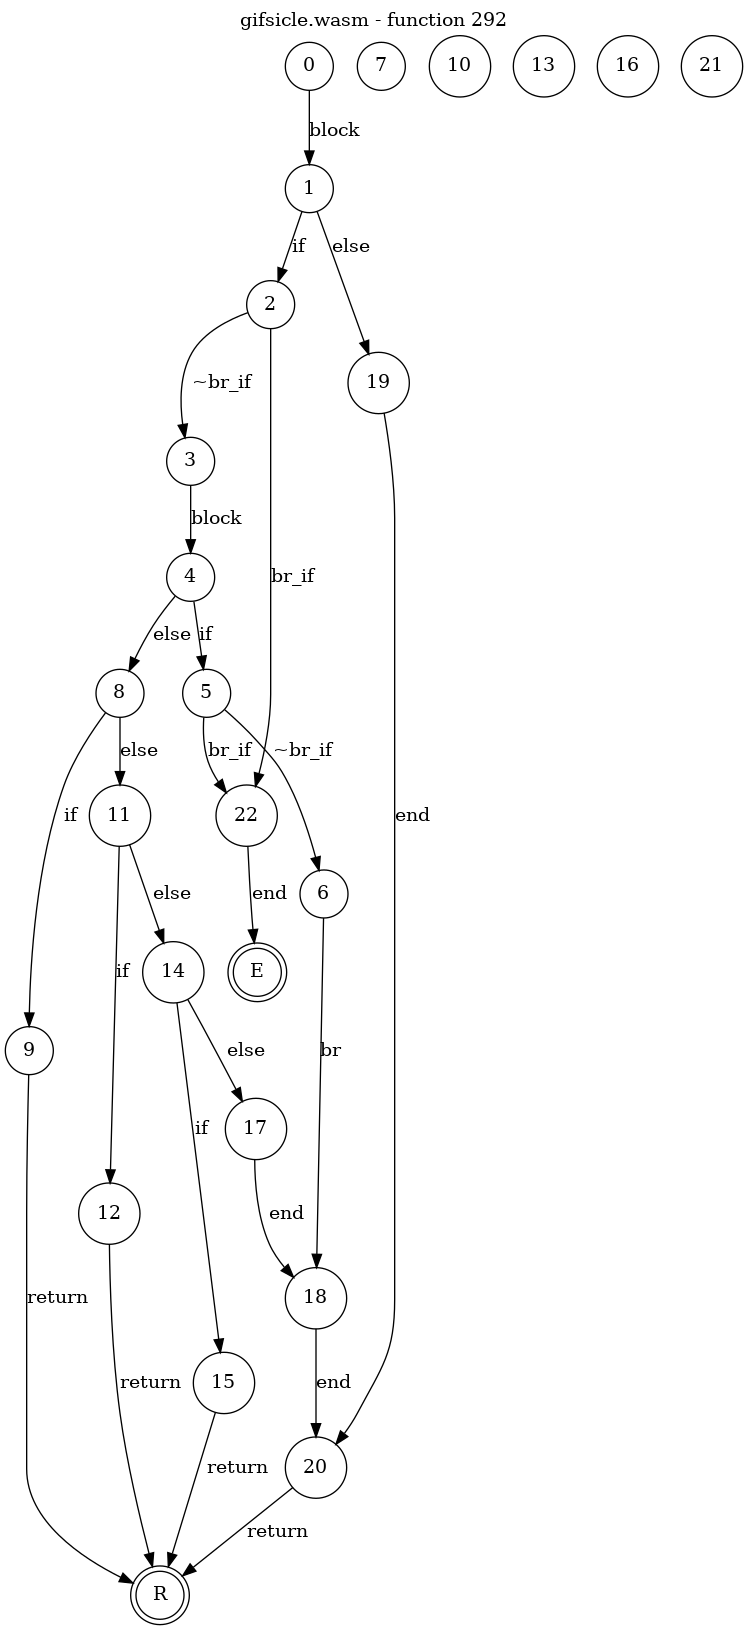 gifsicle.wasm - function 292
0
7
10
13
16
21
block
1
if
else
2
~br_if
19
3
block
br_if
4
else
if
8
5
else
br_if
~br_if
if
11
22
end
if
else
end
6
14
E
9
else
br
if
17
12
end
return
18
return
15
end
return
20
return
R